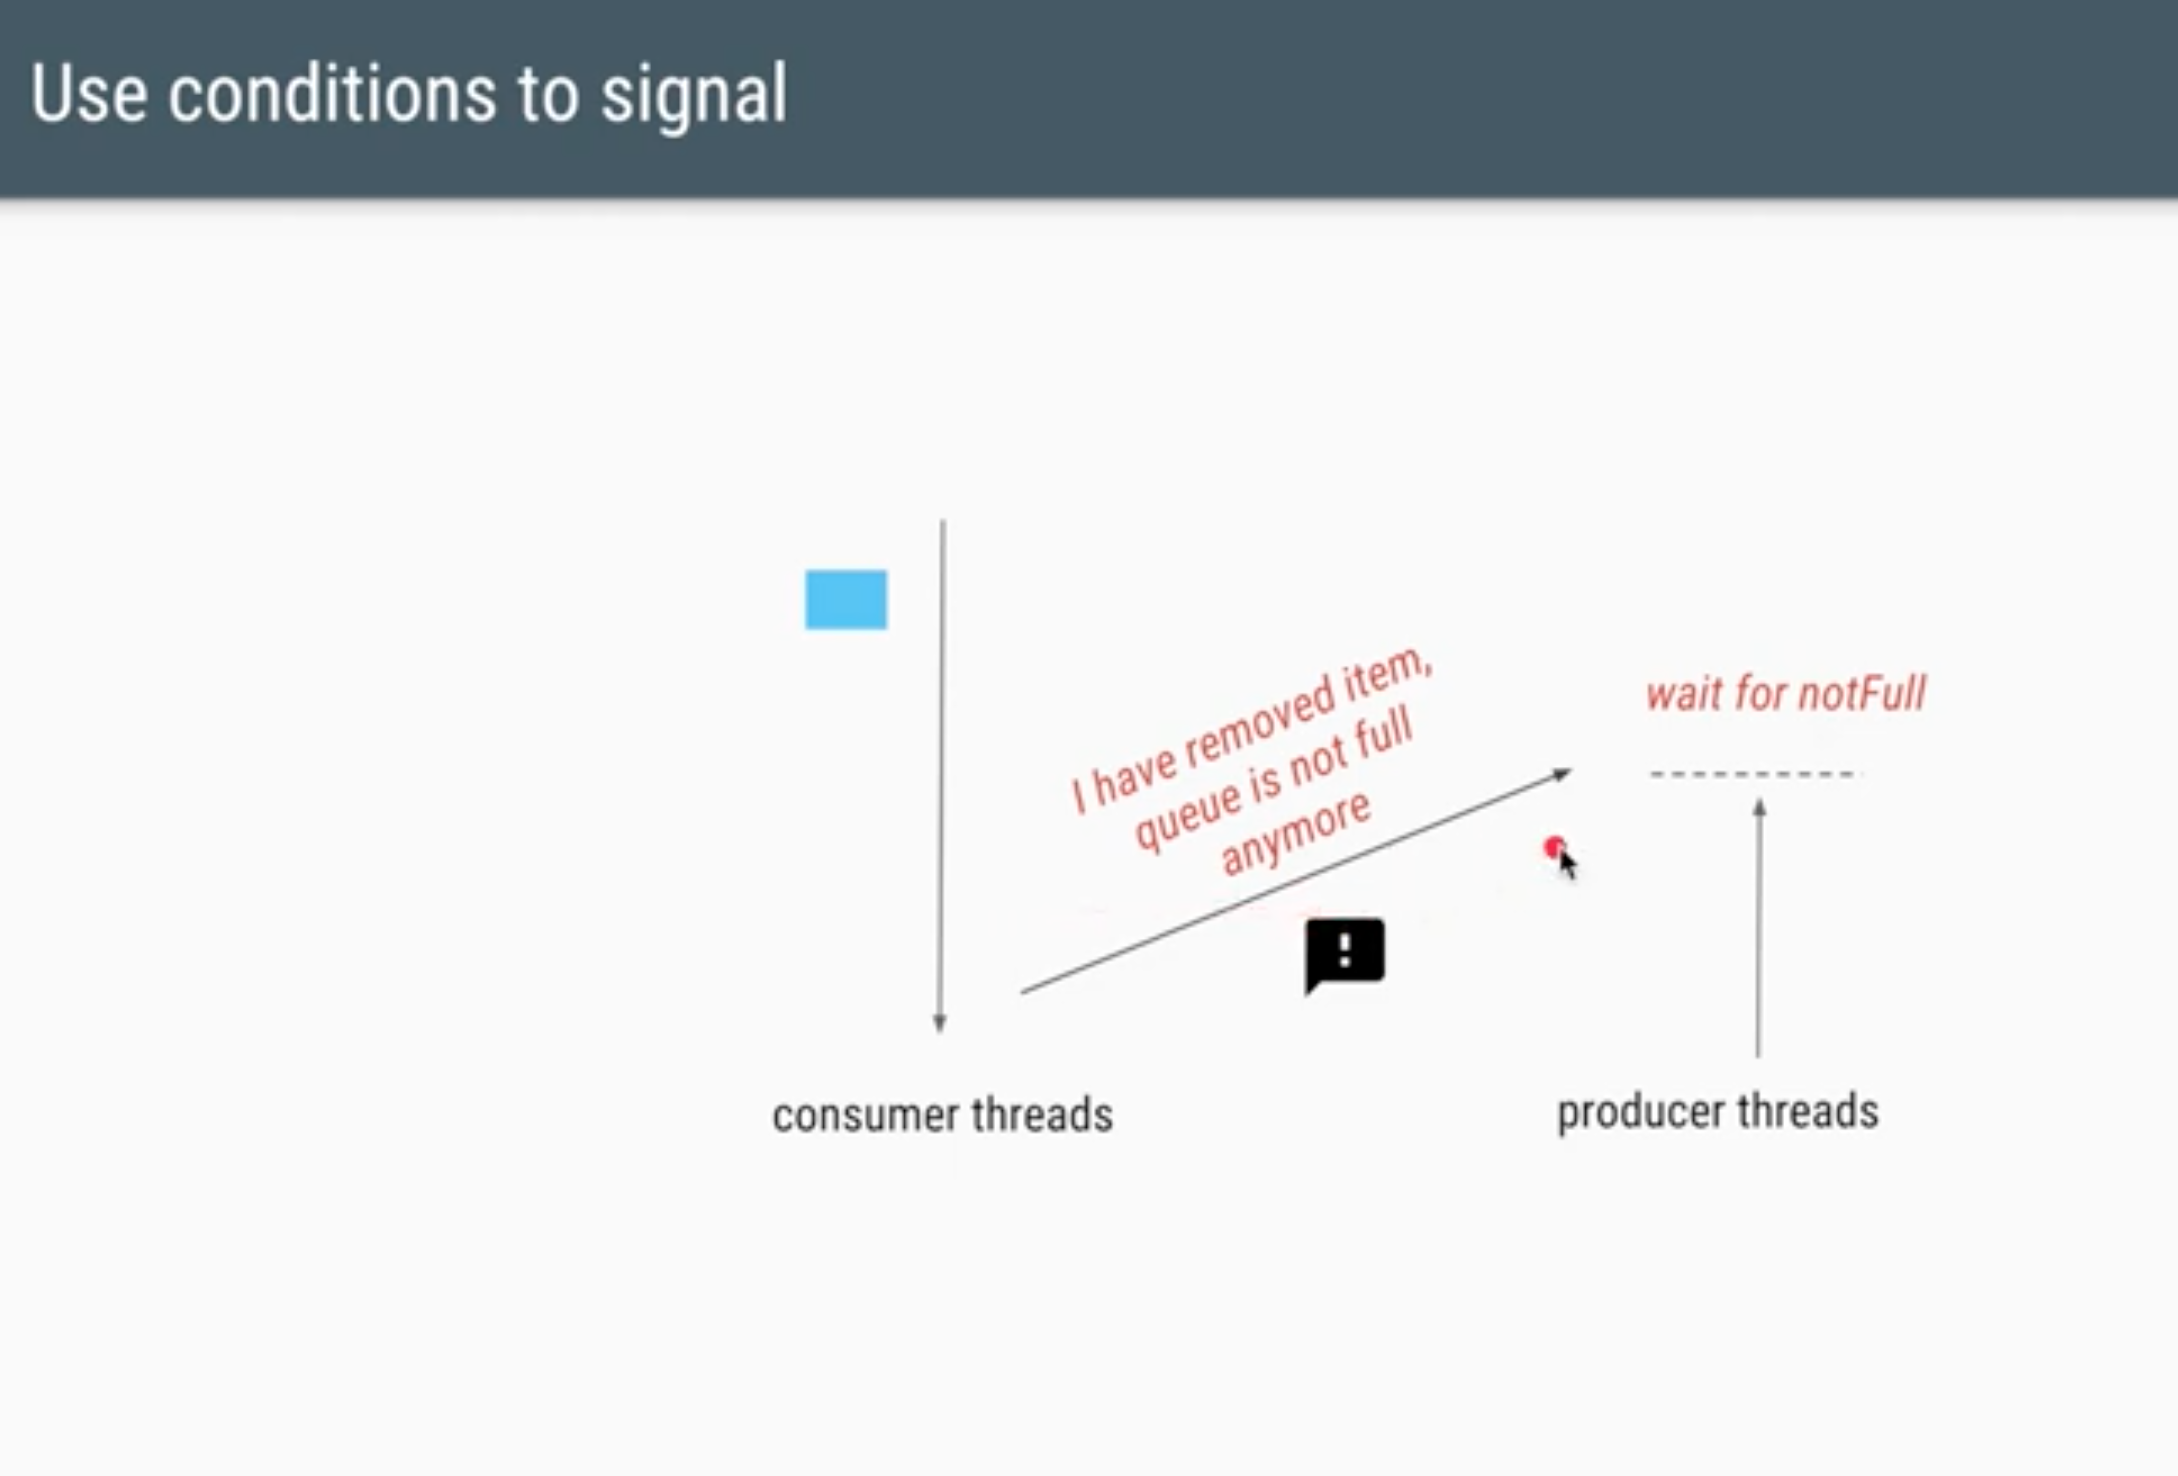 Use conditions to signal
I have removed item,
queue is not full
anymore
wait for notFull
consumer threads
producer threads